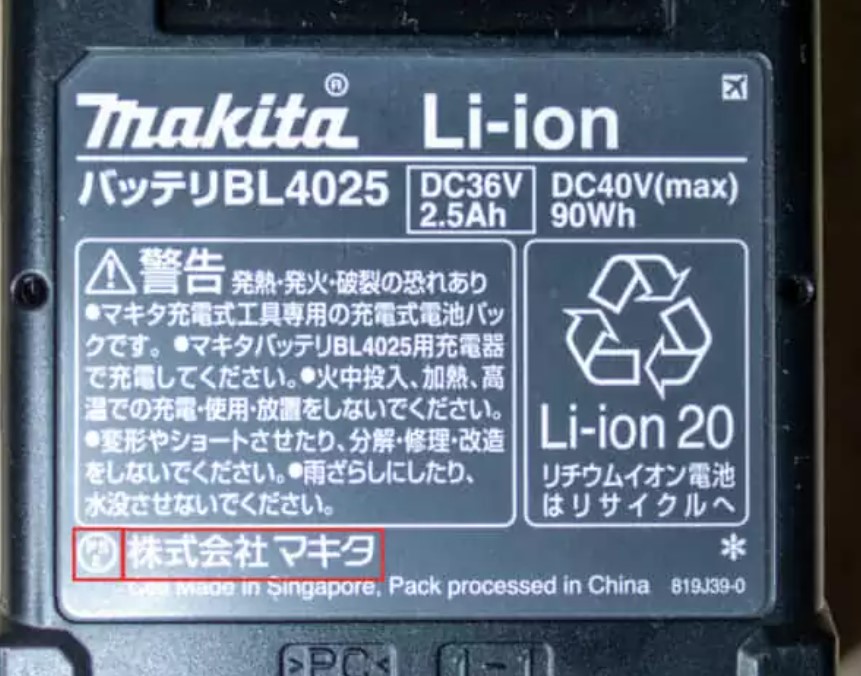 makita® Li-ion
バッテリBL4025 DC36V 2.5Ah DC40V(max) 90Wh
警告 発熱・発火・破裂の恐れあり
●マキタ充電式工具専用の充電式電池パッ
クです。●マキタバッテリBL4025用充電器
で充電してください。●火中投入、加熱、高
温での充電・使用・放置をしないでください。
●変形やショートさせたり、分解・修理・改造
をしないでください。●雨ざらしにしたり、
水没させないでください。
Li-ion 20
リチウムイオン電池
はリサイクルへ
PS E 株式会社マキタ *
Cell Made in Singapore, Pack processed in China 819J39-0
>PC< 1-1